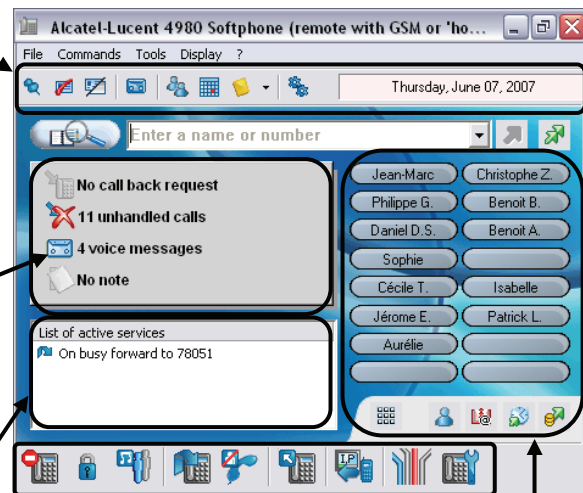 Alcatel-Lucent 4980 Softphone (remote with GSM or 'ho...
File Commands Tools Display ?
Thursday, June 07, 2007
Enter a name or number
No call back request
11 unhandled calls
4 voice messages
No note
List of active services
On busy forward to 78051
Jean-Marc Christophe Z.
Philippe G. Benoit B.
Daniel D.S. Benoit A.
Sophie
Cécile T. Isabelle
Jérome E. Patrick L.
Aurélie
L@
I.P